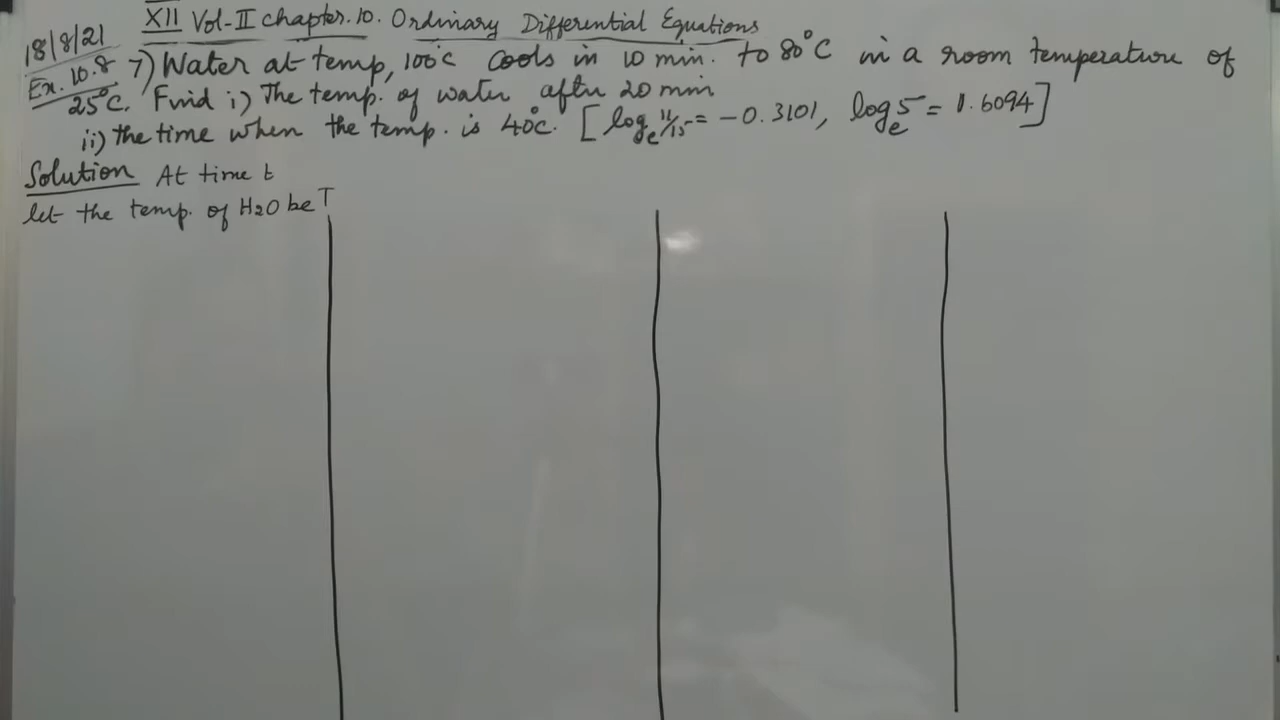 XII Vol-II Chapter.10. Ordinary Differential Equations
18/8/21
Ex. 10.8 7) Water at temp, 100°C Cools in 10 min. to 80°C in a room temperature of
25°C. Find i) The temp. of water after 20 min
ii) the time when the temp. is 40°C. [logₑ 11/15 = -0.3101, logₑ5 = 1.6094]
Solution At time t
let the temp. of H2O be T